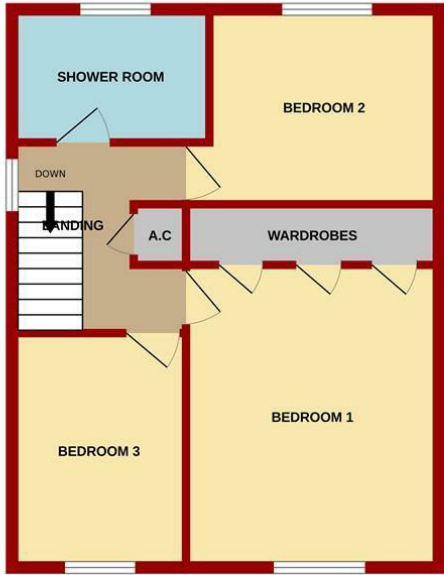 SHOWER ROOM
BEDROOM 2
DOWN
LANDING
A.C
WARDROBES
BEDROOM 1
BEDROOM 3